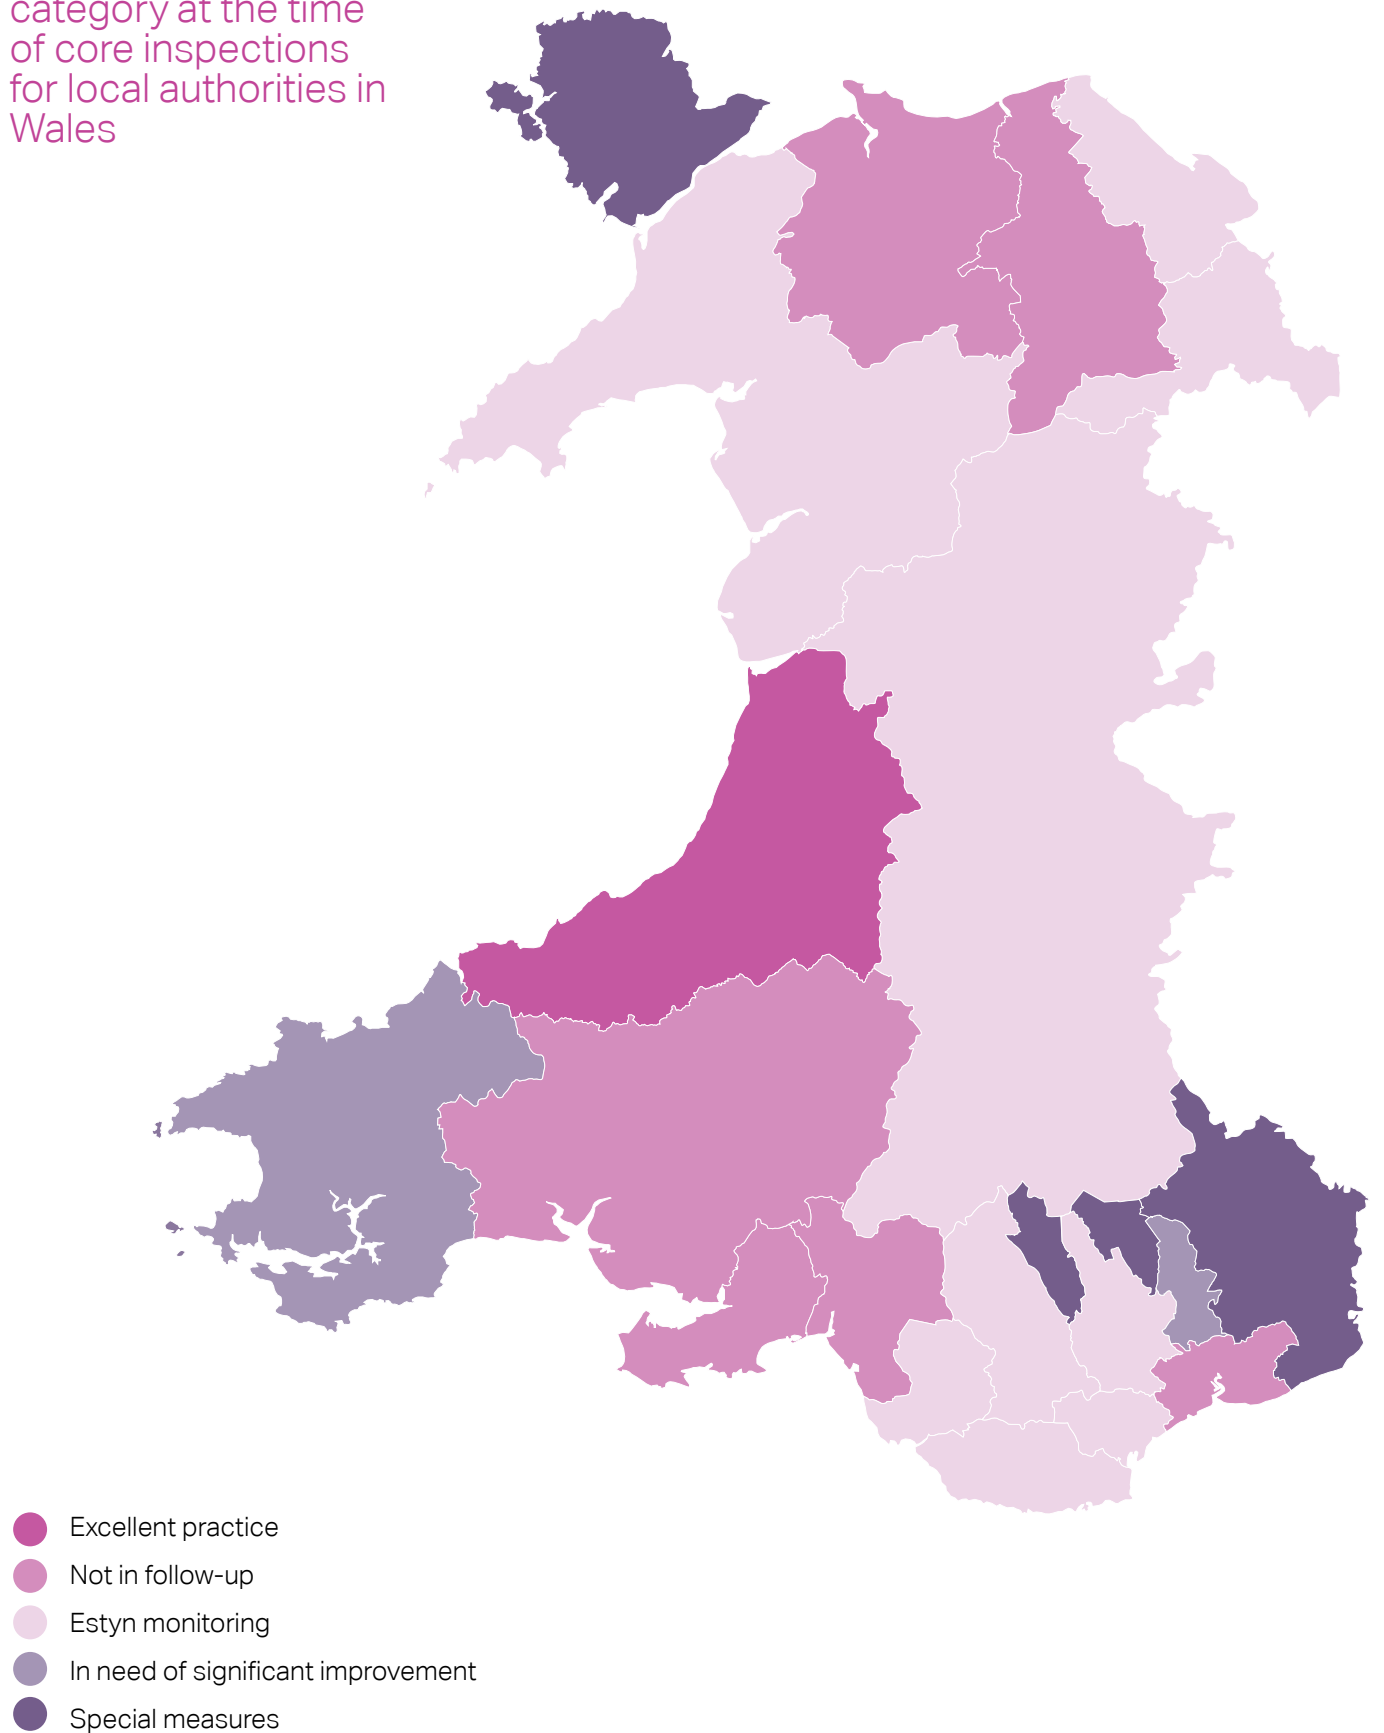 category at the time
of core inspections
for local authorities in
Wales
Excellent practice
Not in follow-up
Estyn monitoring
In need of significant improvement
Special measures